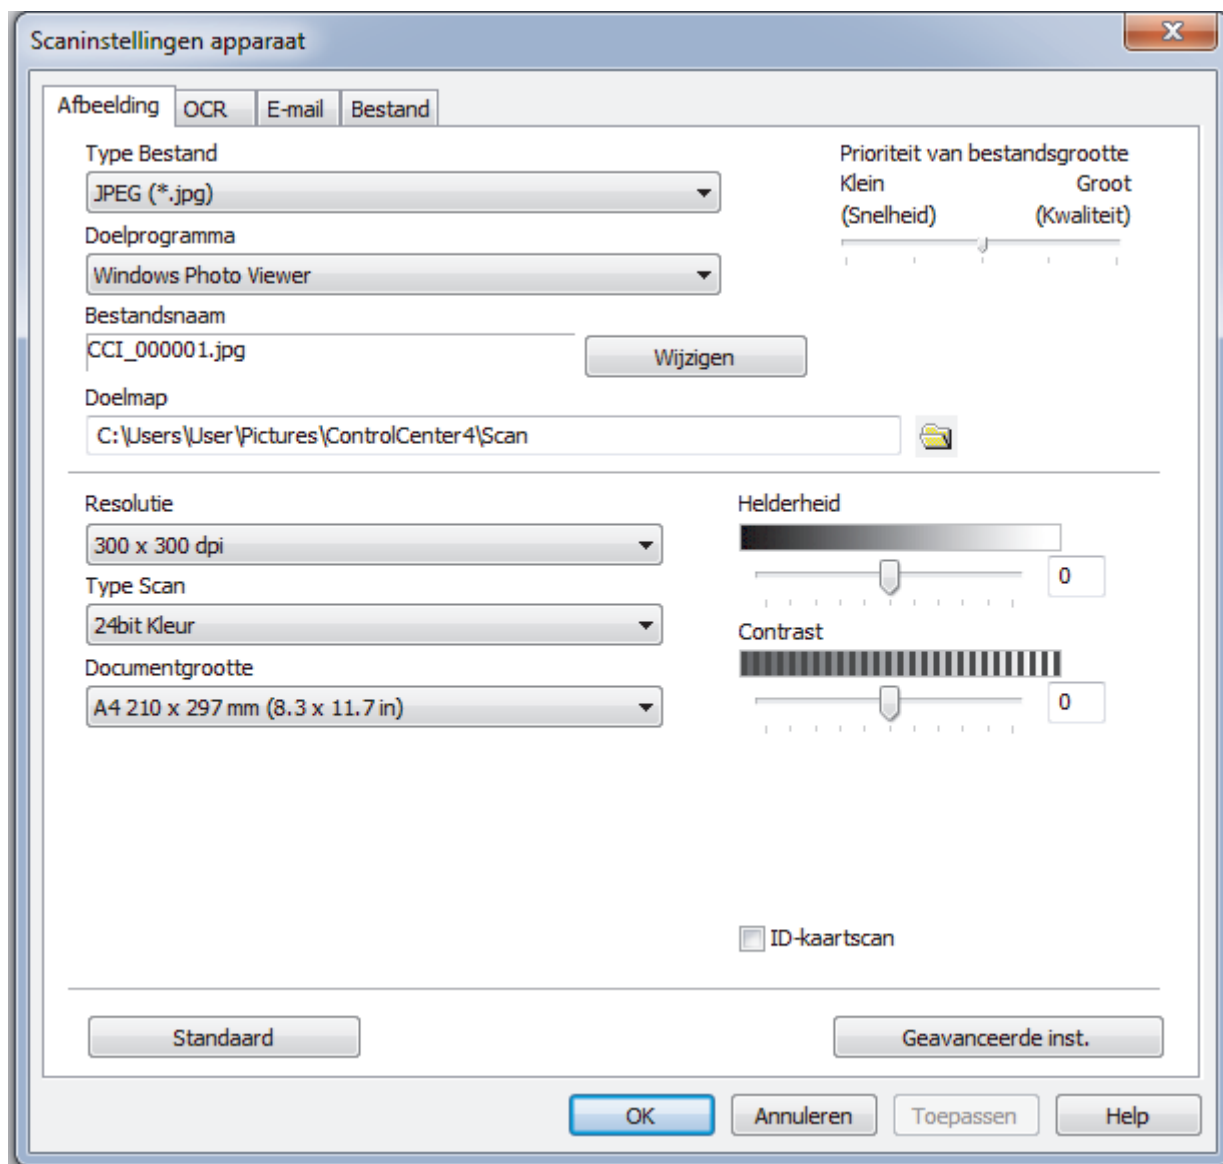 Scaninstellingen apparaat
Afbeelding OCR E-mail Bestand
Type Bestand
JPEG (*.jpg)
Doelprogramma
Windows Photo Viewer
Bestandsnaam
CCI_000001.jpg
Wijzigen
Doelmap
C:\Users\User\Pictures\ControlCenter4\Scan
Prioriteit van bestandsgrootte
Klein Groot
(Snelheid) (Kwaliteit)
Resolutie
300 x 300 dpi
Type Scan
24bit Kleur
Documentgrootte
A4 210 x 297 mm (8.3 x 11.7 in)
Helderheid
0
Contrast
0
ID-kaartscan
Standaard
Geavanceerde inst.
OK Annuleren Toepassen Help